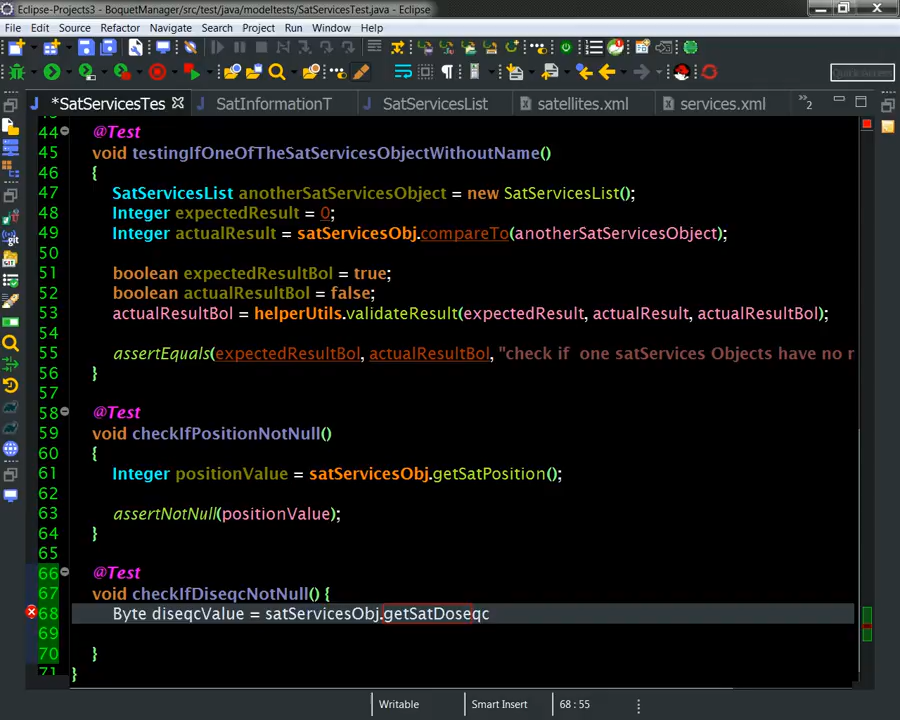 Eclipse-Projects3 - BoquetManager/src/test/java/modeltests/SatServicesTest.java - Eclipse
File Edit Source Refactor Navigate Search Project Run Window Help
Quick Access
*SatServicesTes SatInformationT SatServicesList satellites.xml services.xml »2
44 @Test
45 void testingIfOneOfTheSatServicesObjectWithoutName()
46 {
47 SatServicesList anotherSatServicesObject = new SatServicesList();
48 Integer expectedResult = 0;
49 Integer actualResult = satServicesObj.compareTo(anotherSatServicesObject);
50
51 boolean expectedResultBol = true;
52 boolean actualResultBol = false;
53 actualResultBol = helperUtils.validateResult(expectedResult, actualResult, actualResultBol);
54
55 assertEquals(expectedResultBol, actualResultBol, "check if one satServices Objects have no r
56 }
57
58 @Test
59 void checkIfPositionNotNull()
60 {
61 Integer positionValue = satServicesObj.getSatPosition();
62
63 assertNotNull(positionValue);
64 }
65
66 @Test
67 void checkIfDiseqcNotNull() {
68 Byte diseqcValue = satServicesObj.getSatDoseqc
69
70 }
71 }
Writable Smart Insert 68 : 55